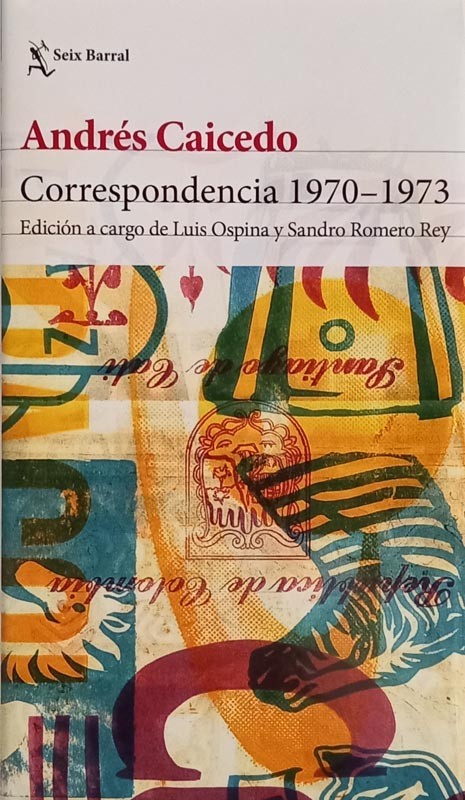 Seix Barral
Andrés Caicedo
Correspondencia 1970–1973
Edición a cargo de Luis Ospina y Sandro Romero Rey
Santiago de Cali
República de Colombia